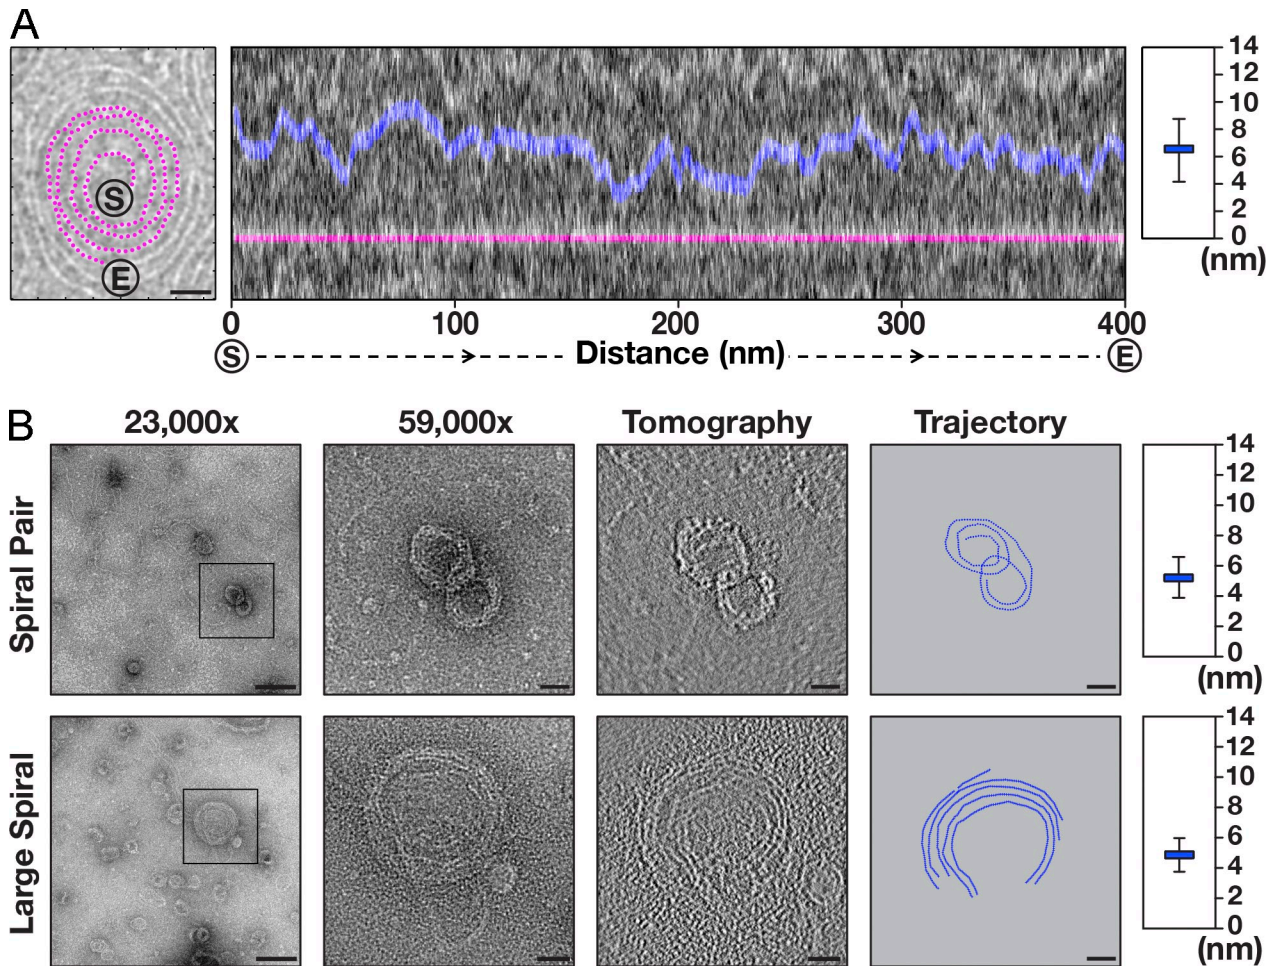 A
S
E
0 100 200 300 400
S Distance (nm) E
14
12
10
8
6
4
2
0
(nm)
B
23,000x 59,000x Tomography Trajectory
Spiral Pair
14
12
10
8
6
4
2
0
(nm)
Large Spiral
14
12
10
8
6
4
2
0
(nm)